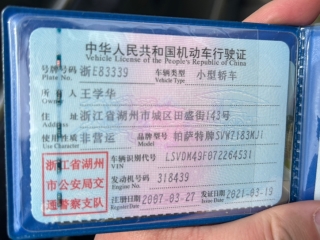 中华人民共和国机动车行驶证
Vehicle License of the People's Republic of China
号牌号码 浙E83339 车辆类型 小型轿车
Plate No. Vehicle Type
所有人 王学华
Owner
住址 浙江省湖州市城区田盛街143号
Address
使用性质 非营运 品牌型号 帕萨特牌SVW7183MJI
Use Character Model
浙江省湖州市公安局交通警察支队
车辆识别代号 LSVDM49F072264531
VIN
发动机号码 318439
Engine No.
注册日期 2007-03-27 发证日期 2021-03-19
Register Date Issue Date